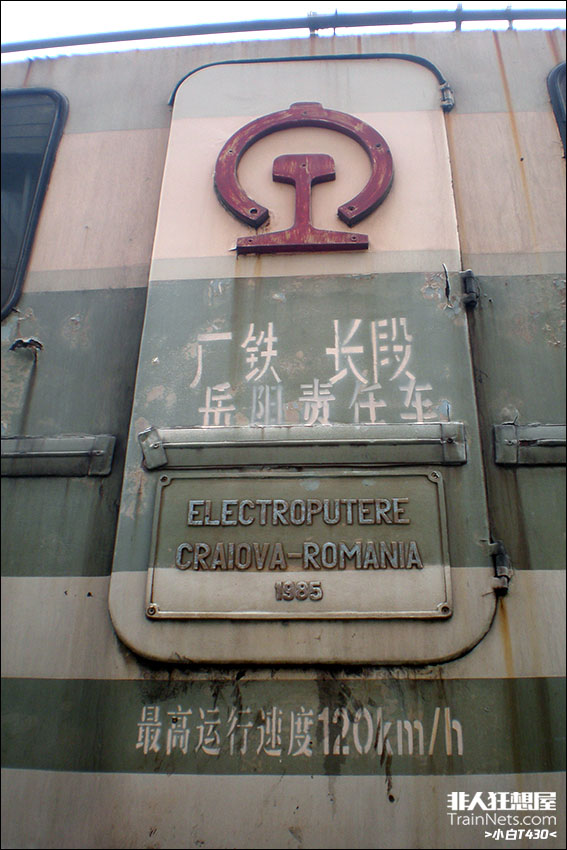 广铁 长段
岳阳责任车
ELECTROPUTERE
CRAIOVA-ROMANIA
1985
最高运行速度120km/h
非人狂想屋
TrainNets.com
>小白T430<